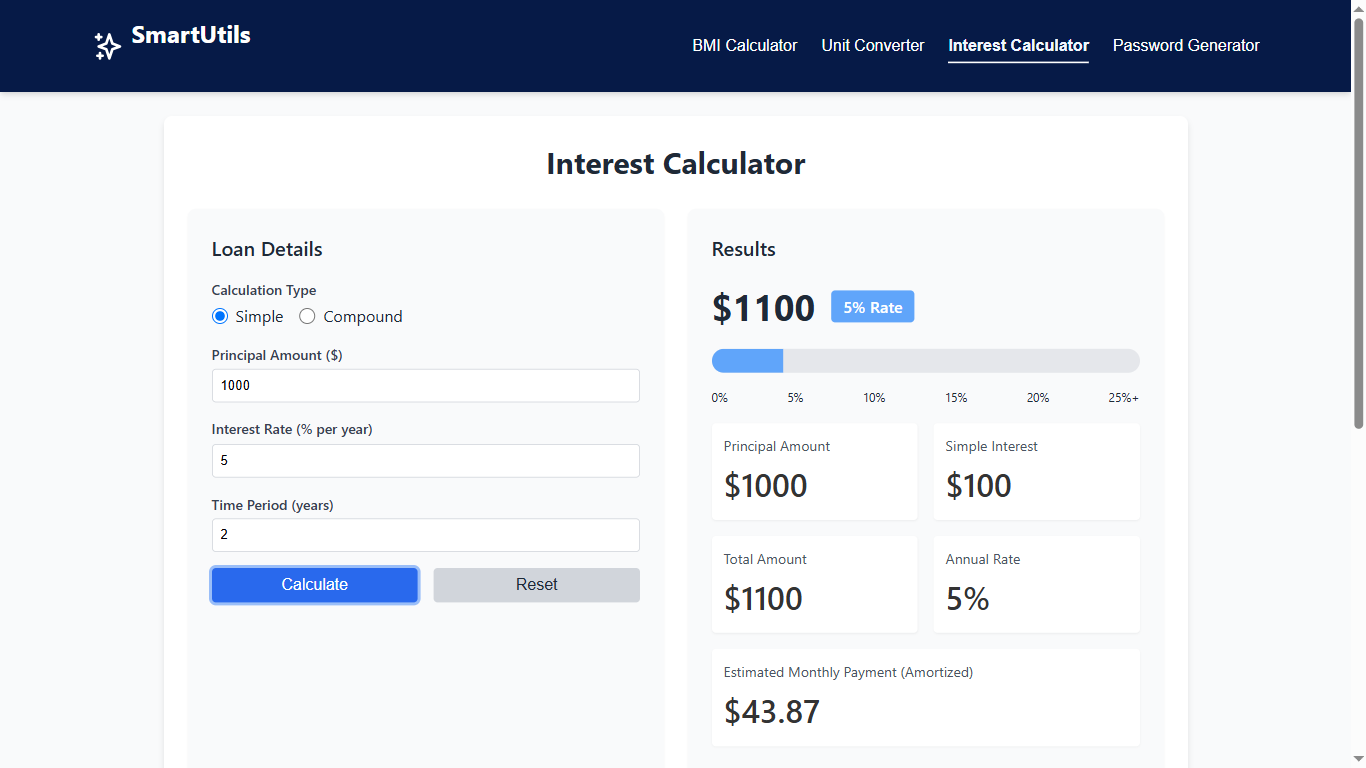 SmartUtils
BMI Calculator
Unit Converter
Interest Calculator
Password Generator
Interest Calculator
Loan Details
Calculation Type
Simple
Compound
Principal Amount ($)
1000
Interest Rate (% per year)
5
Time Period (years)
2
Calculate
Reset
Results
$1100
5% Rate
0% 5% 10% 15% 20% 25%+
Principal Amount
$1000
Simple Interest
$100
Total Amount
$1100
Annual Rate
5%
Estimated Monthly Payment (Amortized)
$43.87